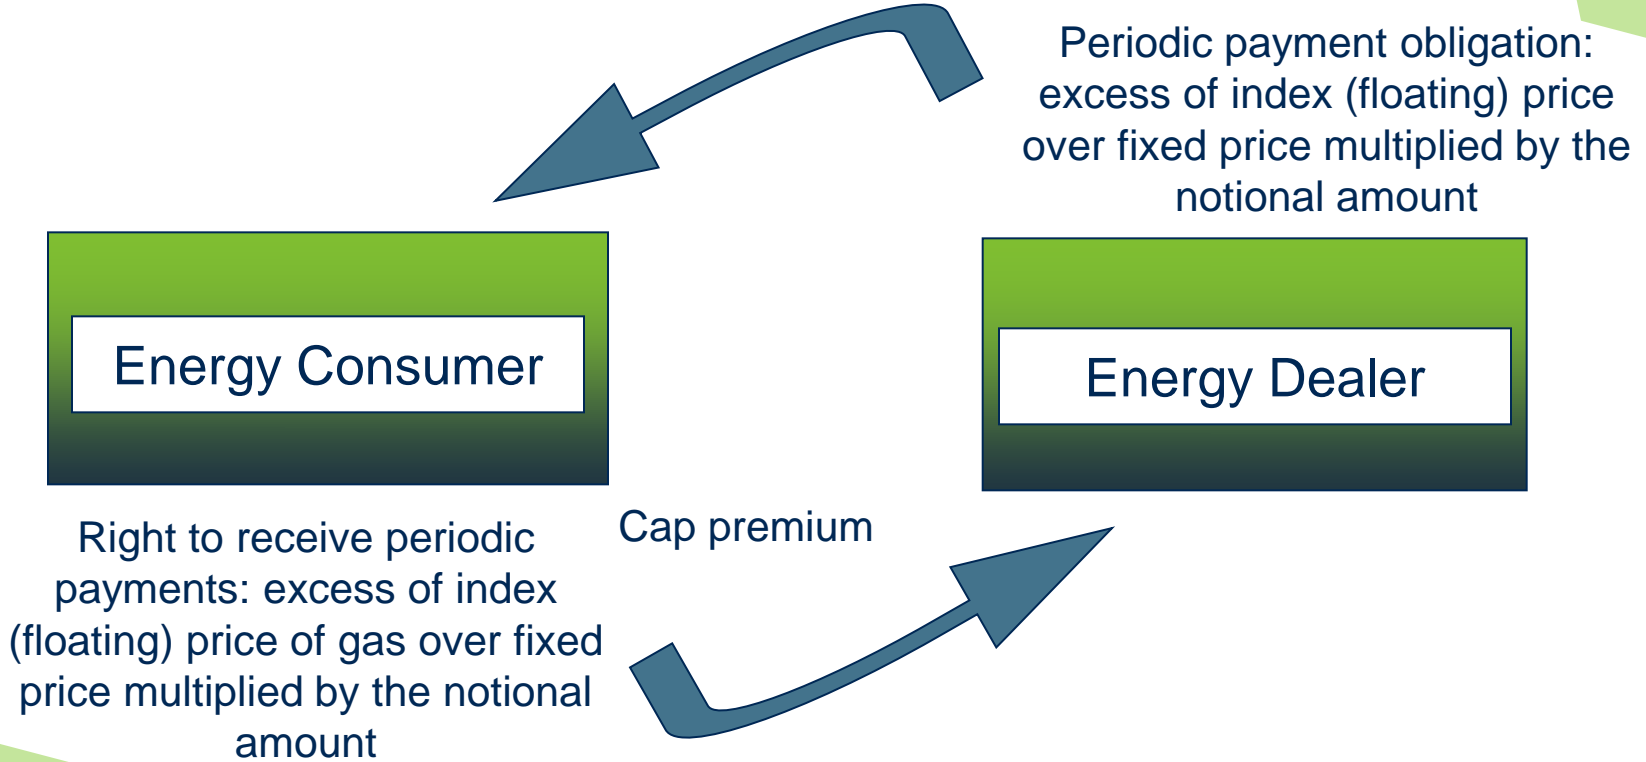 Periodic payment obligation:
excess of index (floating) price
over fixed price multiplied by the
notional amount
Energy Consumer
Energy Dealer
Right to receive periodic
payments: excess of index
(floating) price of gas over fixed
price multiplied by the notional
amount
Cap premium